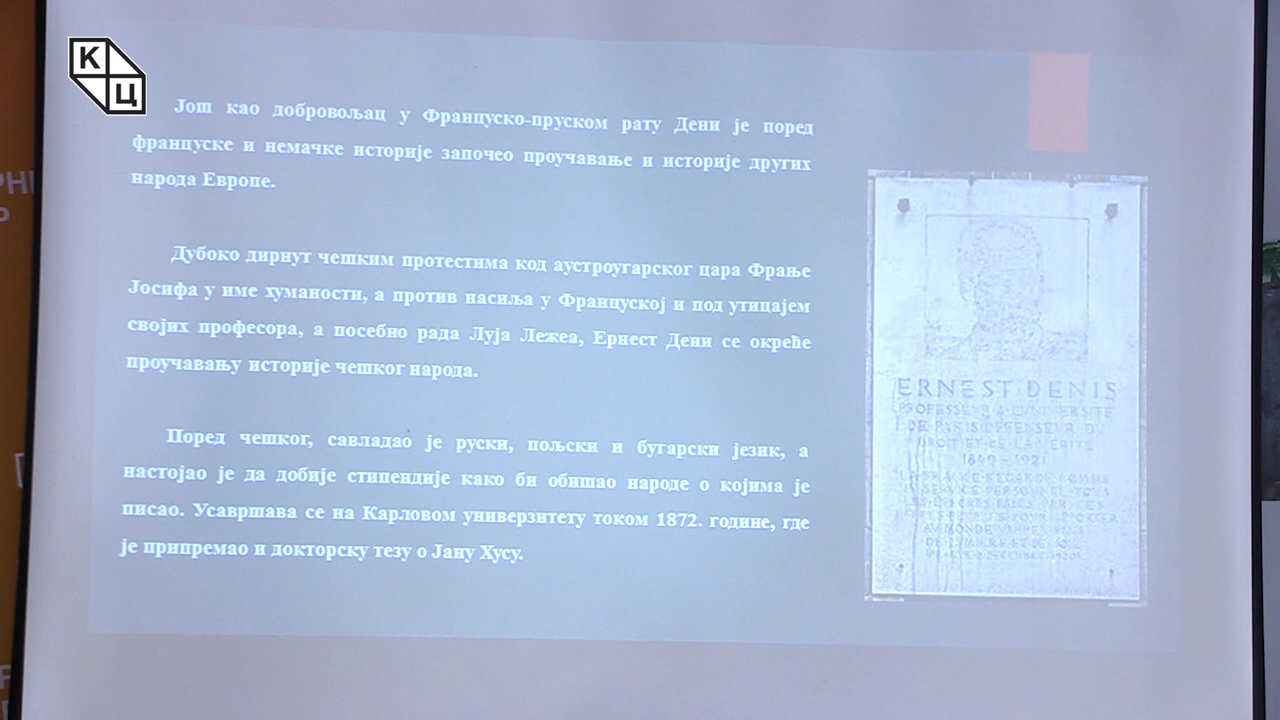 К
Ц
Још као добровољац у Француско-пруском рату Дени је поред
француске и немачке историје започео проучавање и историје других
народа Европе.
Дубоко дирнут чешким протестима код аустроугарског цара Фрање
Јосифа у име хуманости, а против насиља у Француској и под утицајем
својих професора, а посебно рада Луја Лежеа, Ернест Дени се окреће
проучавању историје чешког народа.
Поред чешког, савладао је руски, пољски и бугарски језик, а
настојао је да добије стипендије како би обишао народе о којима је
писао. Усавршава се на Карловом универзитету током 1872. године, где
је припремао и докторску тезу о Јану Хусу.
ERNEST DENIS
PROFESSEUR A L'UNIVERSITE
DE PARIS DEFENSEUR DU
DROIT ET DE LA VERITE
1849-1921